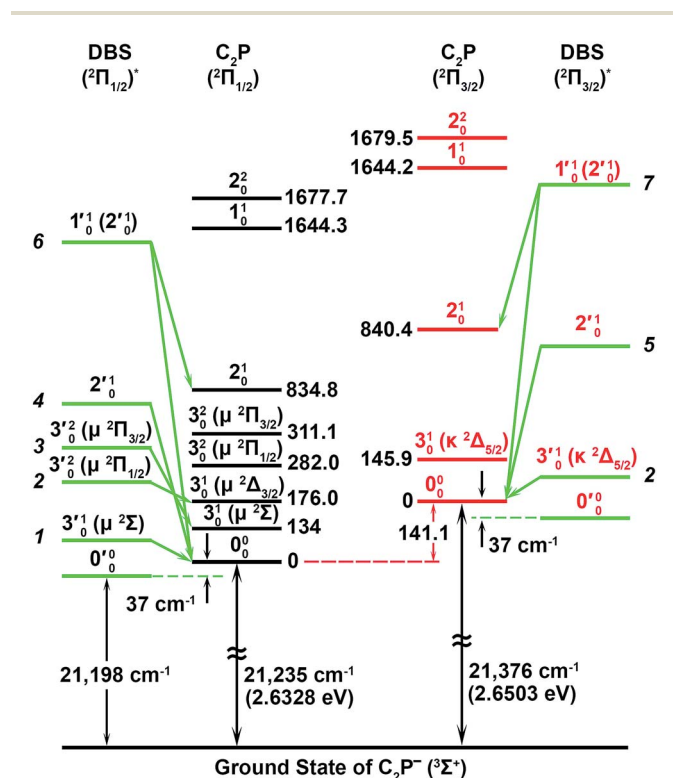 DBS C₂P C₂P DBS
(²Π₁/₂)* (²Π₁/₂) (²Π₃/₂) (²Π₃/₂)*
2²₀
1679.5
1¹₀
1644.2
1′¹₀ (2′¹₀) 7
2²₀
1677.7
1¹₀
1644.3
1′¹₀ (2′¹₀)
6
2¹₀
840.4
2′¹₀
5
2¹₀
834.8
2′¹₀
4
3²₀ (μ ²Π₃/₂)
311.1
3′²₀ (μ ²Π₃/₂)
3
3²₀ (μ ²Π₁/₂)
282.0
3′²₀ (μ ²Π₁/₂)
2
3¹₀ (κ ²Δ₅/₂)
145.9
3′¹₀ (κ ²Δ₅/₂)
2
3¹₀ (μ ²Δ₃/₂)
176.0
0⁰₀
0
0′⁰₀
3¹₀ (μ ²Σ)
134
3′¹₀ (μ ²Σ)
1
141.1
37 cm⁻¹
0⁰₀
0
0′⁰₀
37 cm⁻¹
21,198 cm⁻¹
21,235 cm⁻¹
(2.6328 eV)
21,376 cm⁻¹
(2.6503 eV)
Ground State of C₂P⁻ (³Σ⁺)